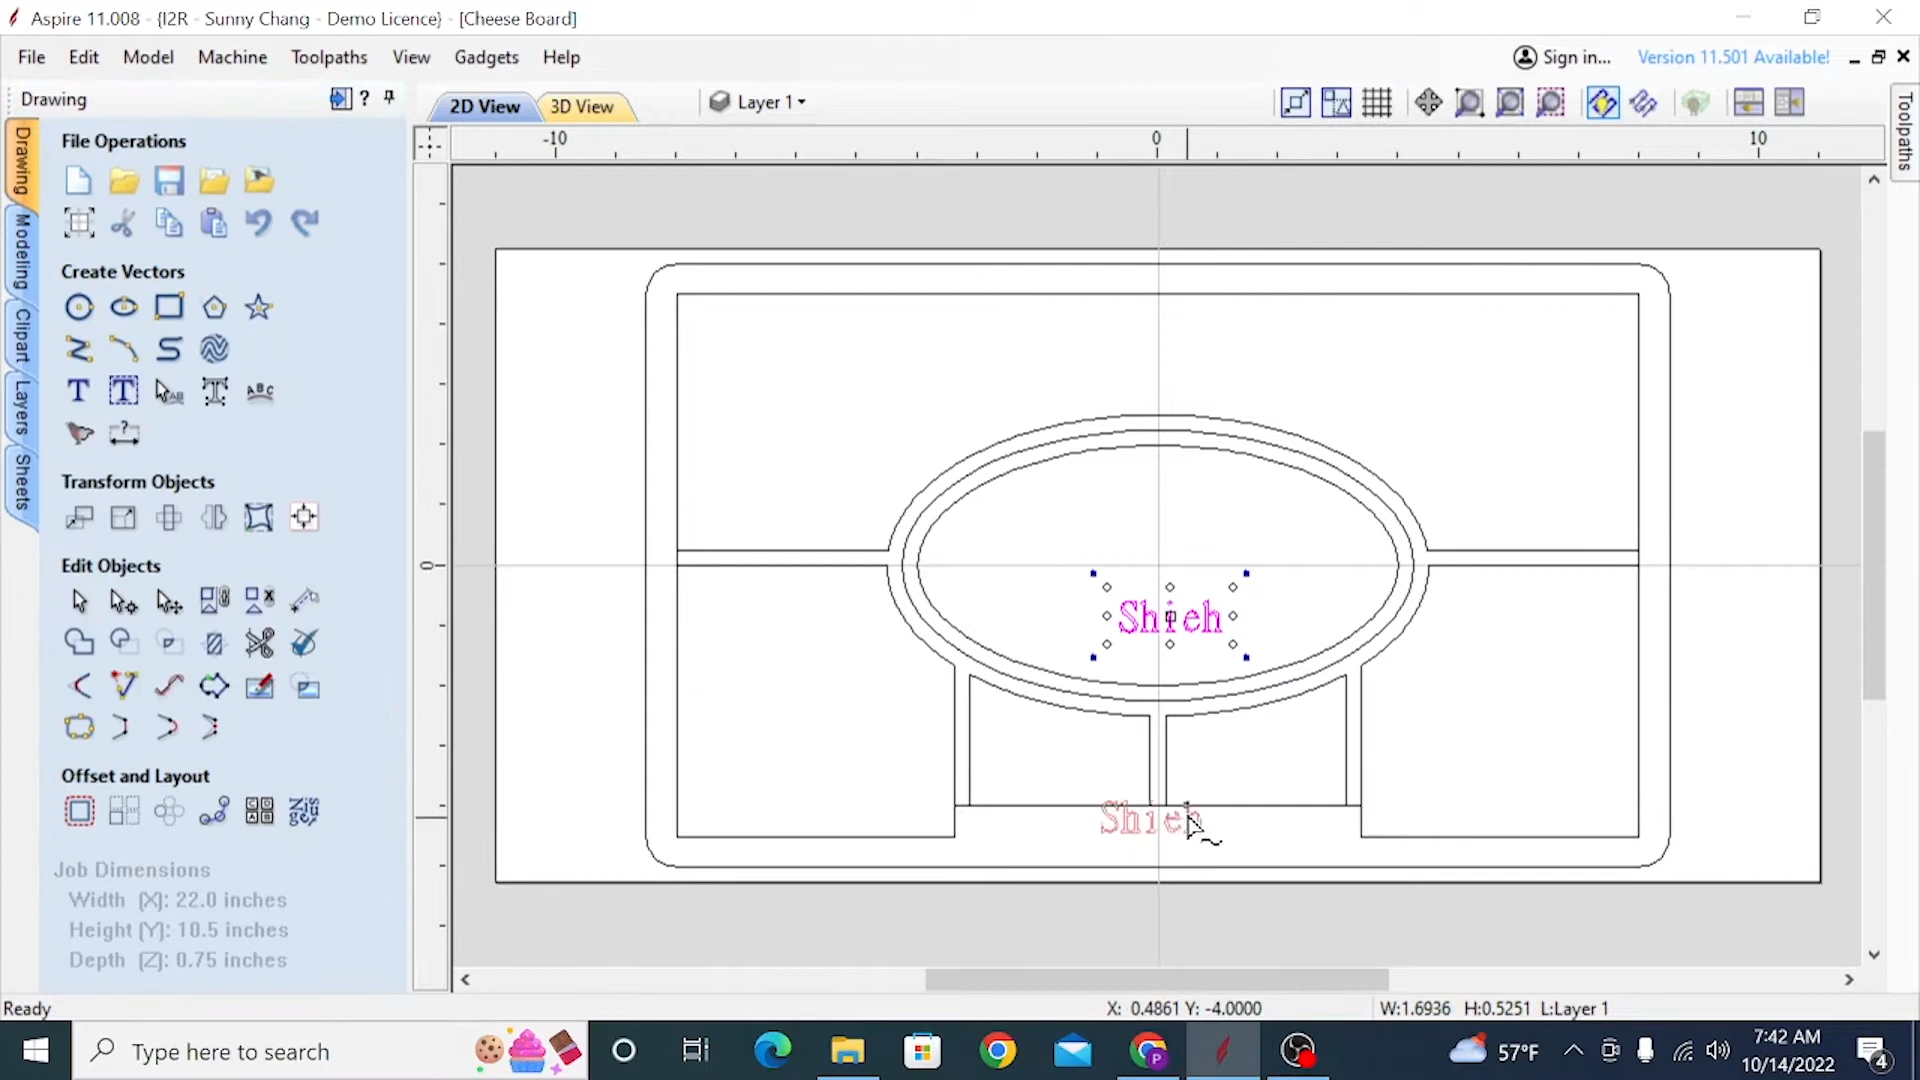 Aspire 11.008 - {I2R - Sunny Chang - Demo Licence} - [Cheese Board]
File Edit Model Machine Toolpaths View Gadgets Help Sign in... Version 11.501 Available!
Drawing ?
2D View 3D View Layer 1
Toolpaths
-10 0 10
Drawing
Modeling
Clipart
Layers
Sheets
File Operations
Create Vectors
Transform Objects
Edit Objects
Offset and Layout
Job Dimensions
Width (X): 22.0 inches
Height (Y): 10.5 inches
Depth (Z): 0.75 inches
0
Shieh
Shieh
Ready
X: 0.4861 Y: -4.0000
W:1.6936 H:0.5251 L:Layer 1
Type here to search
P
57°F
7:42 AM
10/14/2022
4